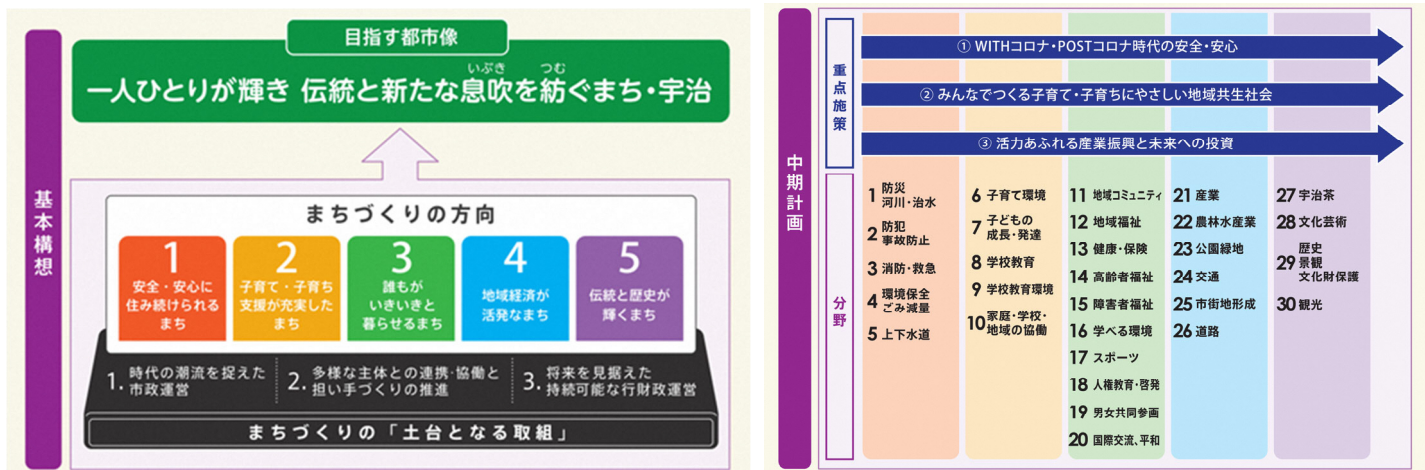 基本構想
目指す都市像
いぶき つむ
一人ひとりが輝き 伝統と新たな息吹を紡ぐまち・宇治
まちづくりの方向
1
安全・安心に
住み続けられる
まち
2
子育て・子育ち
支援が充実した
まち
3
誰もが
いきいきと
暮らせるまち
4
地域経済が
活発なまち
5
伝統と歴史が
輝くまち
1. 時代の潮流を捉えた
市政運営
2. 多様な主体との連携・協働と
担い手づくりの推進
3. 将来を見据えた
持続可能な行財政運営
まちづくりの「土台となる取組」
中期計画
重点施策
① WITHコロナ・POSTコロナ時代の安全・安心
② みんなでつくる子育て・子育ちにやさしい地域共生社会
③ 活力あふれる産業振興と未来への投資
分野
1 防災
河川・治水
2 防犯
事故防止
3 消防・救急
4 環境保全
ごみ減量
5 上下水道
6 子育て環境
7 子どもの
成長・発達
8 学校教育
9 学校教育環境
10 家庭・学校・
地域の協働
11 地域コミュニティ
12 地域福祉
13 健康・保険
14 高齢者福祉
15 障害者福祉
16 学べる環境
17 スポーツ
18 人権教育・啓発
19 男女共同参画
20 国際交流、平和
21 産業
22 農林水産業
23 公園緑地
24 交通
25 市街地形成
26 道路
27 宇治茶
28 文化芸術
29 歴史
景観
文化財保護
30 観光